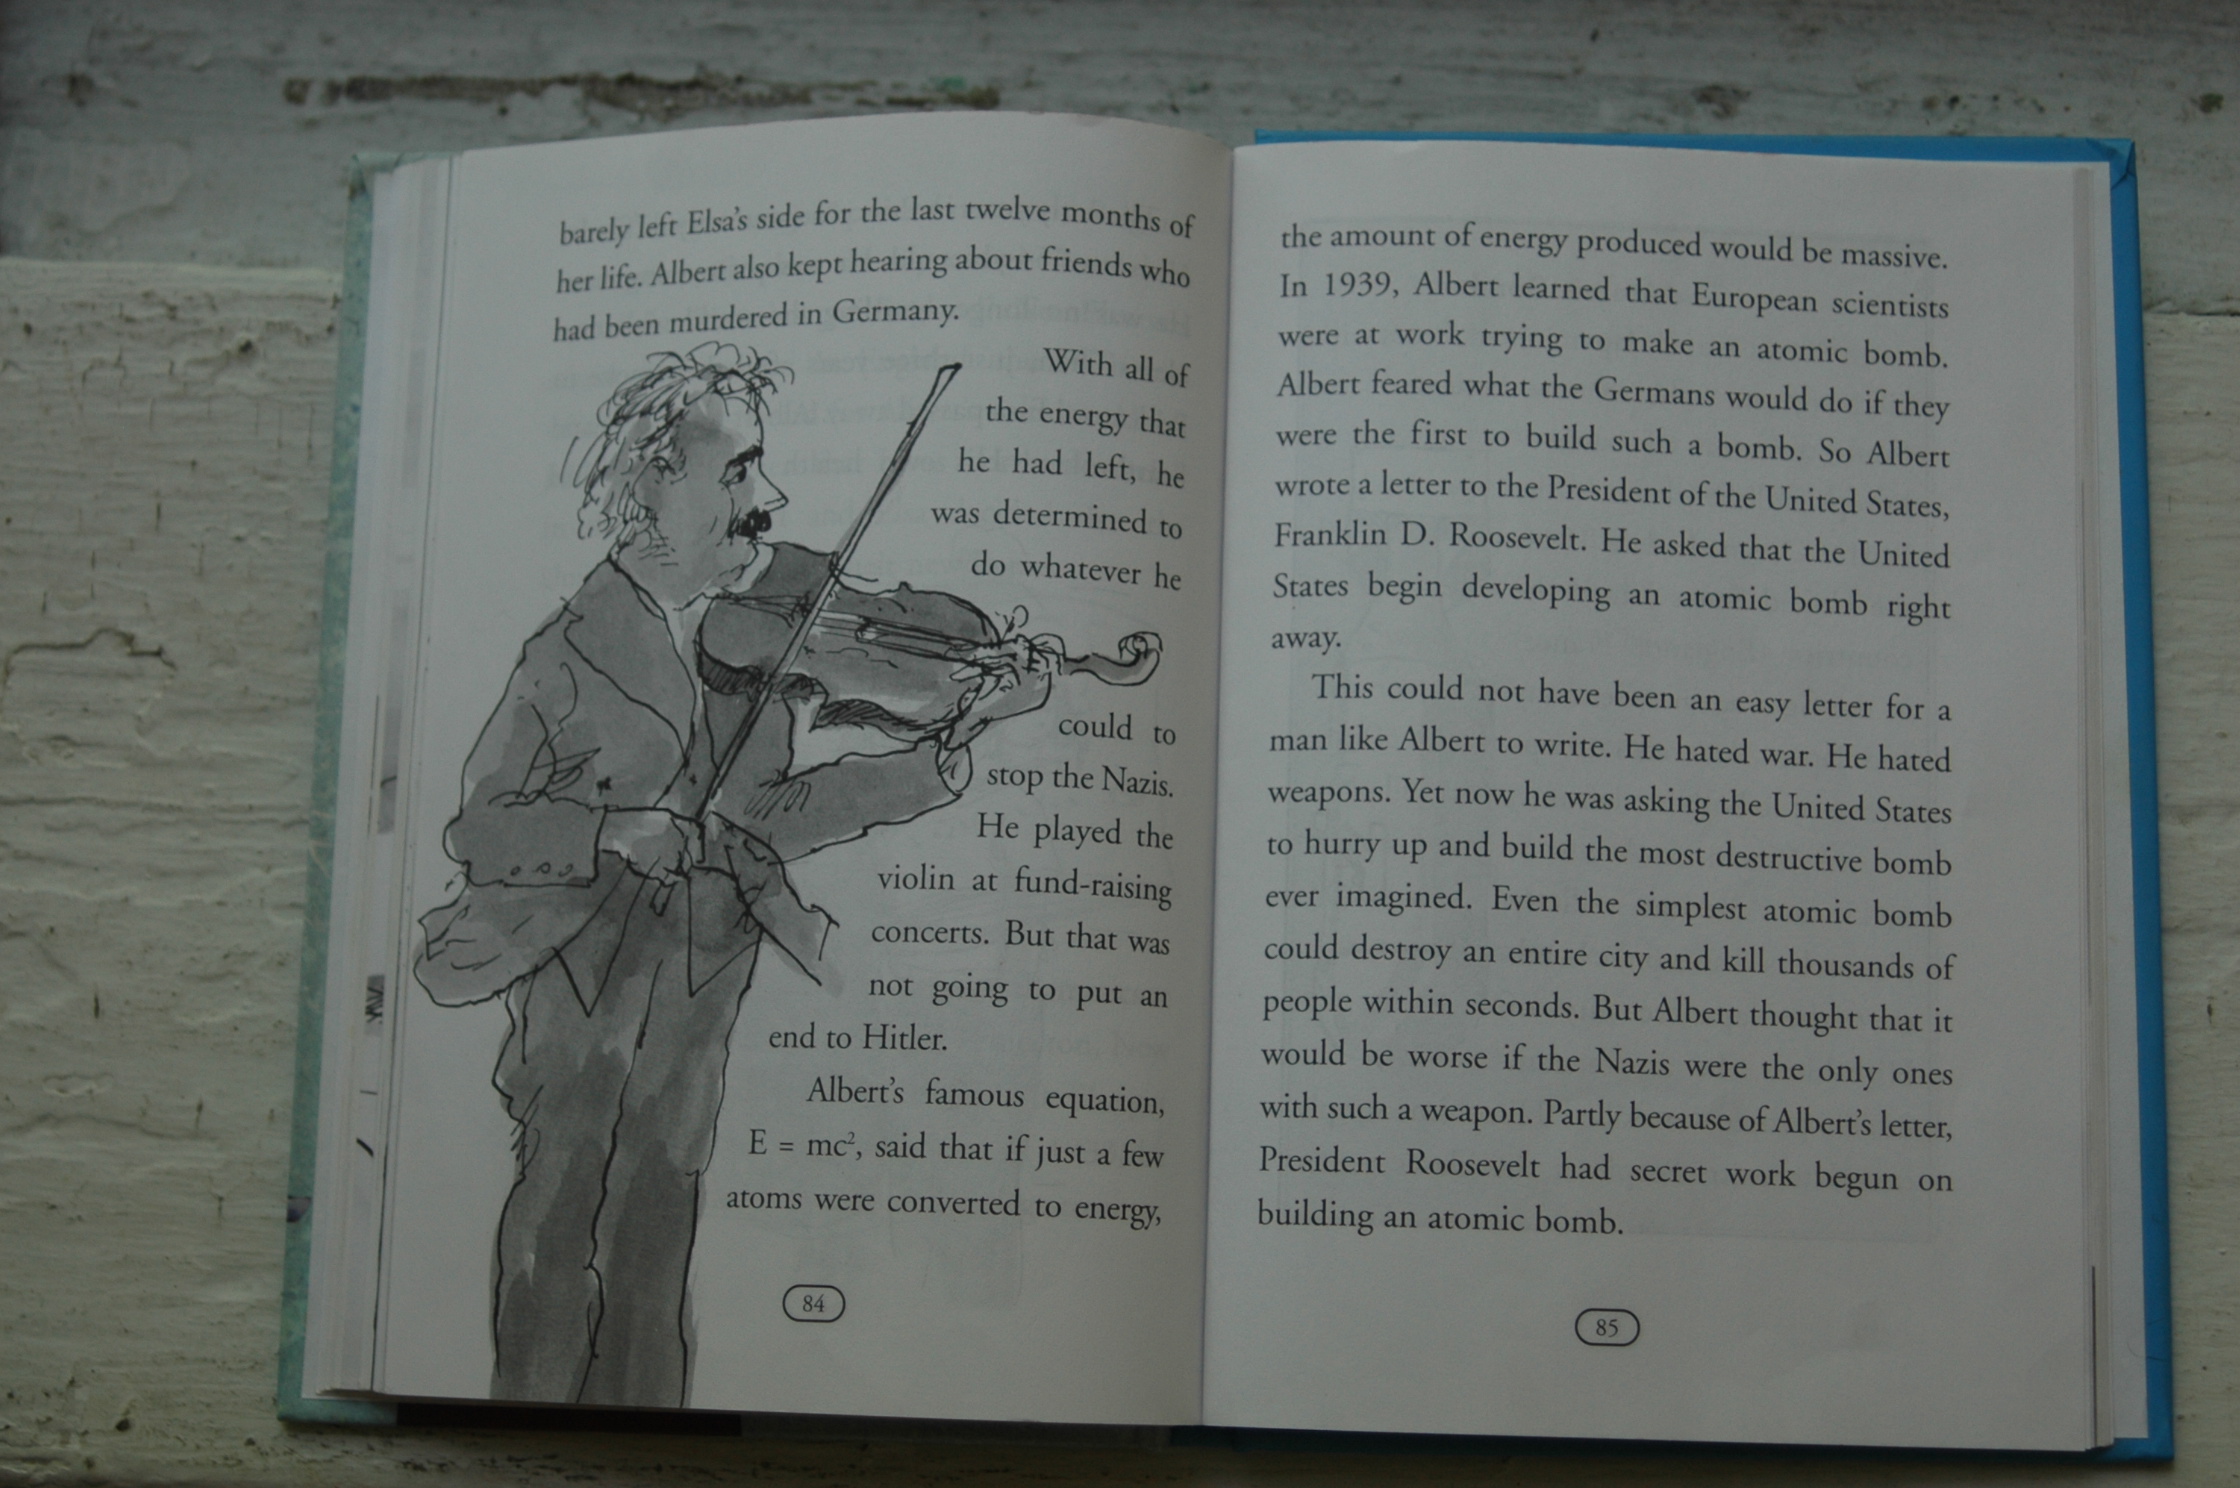 barely left Elsa's side for the last twelve months of
her life. Albert also kept hearing about friends who
had been murdered in Germany.
With all of
the energy that
he had left, he
was determined to
do whatever he
could to
stop the Nazis.
He played the
violin at fund-raising
concerts. But that was
not going to put an
end to Hitler.
Albert's famous equation,
E = mc², said that if just a few
atoms were converted to energy,
84
the amount of energy produced would be massive.
In 1939, Albert learned that European scientists
were at work trying to make an atomic bomb.
Albert feared what the Germans would do if they
were the first to build such a bomb. So Albert
wrote a letter to the President of the United States,
Franklin D. Roosevelt. He asked that the United
States begin developing an atomic bomb right
away.
This could not have been an easy letter for a
man like Albert to write. He hated war. He hated
weapons. Yet now he was asking the United States
to hurry up and build the most destructive bomb
ever imagined. Even the simplest atomic bomb
could destroy an entire city and kill thousands of
people within seconds. But Albert thought that it
would be worse if the Nazis were the only ones
with such a weapon. Partly because of Albert's letter,
President Roosevelt had secret work begun on
building an atomic bomb.
85